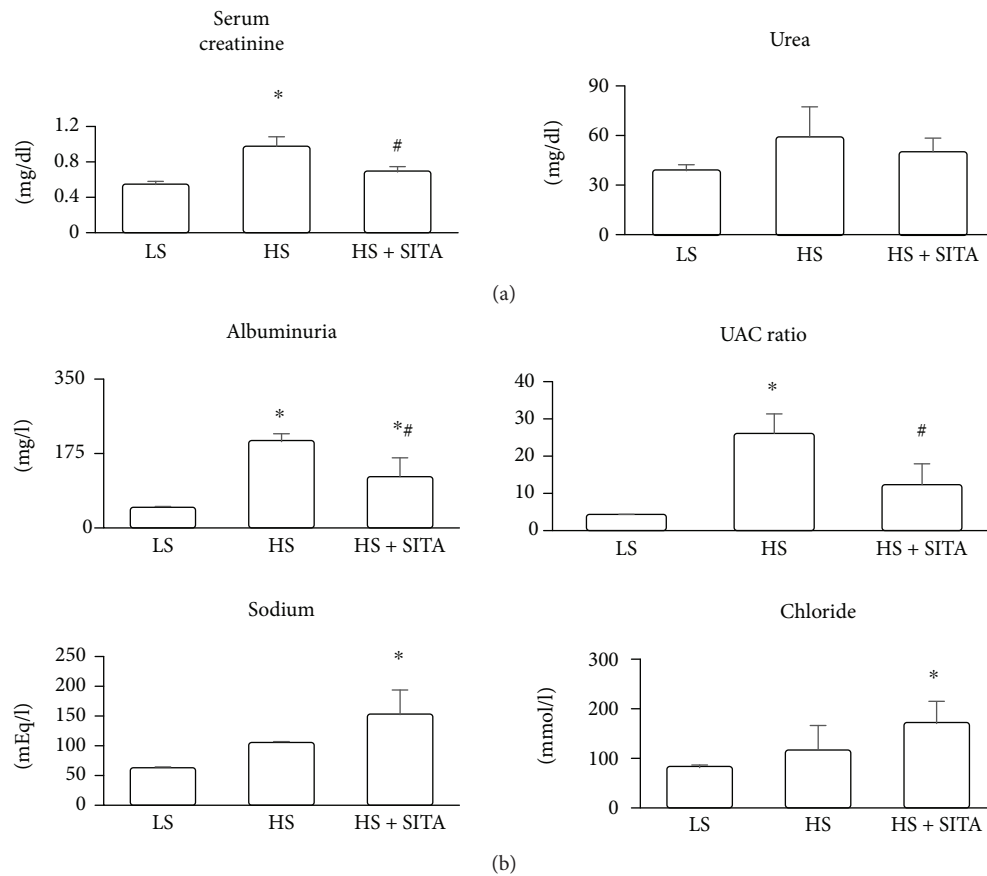 Serum
creatinine
(mg/dl)
1.2
0.8
0.4
0
*
#
LS HS HS + SITA
Urea
(mg/dl)
90
60
30
0
LS HS HS + SITA
(a)
Albuminuria
(mg/l)
350
175
0
*
*#
LS HS HS + SITA
UAC ratio
40
30
20
10
0
*
#
LS HS HS + SITA
Sodium
(mEq/l)
250
200
150
100
50
0
*
LS HS HS + SITA
Chloride
(mmol/l)
300
200
100
0
*
LS HS HS + SITA
(b)